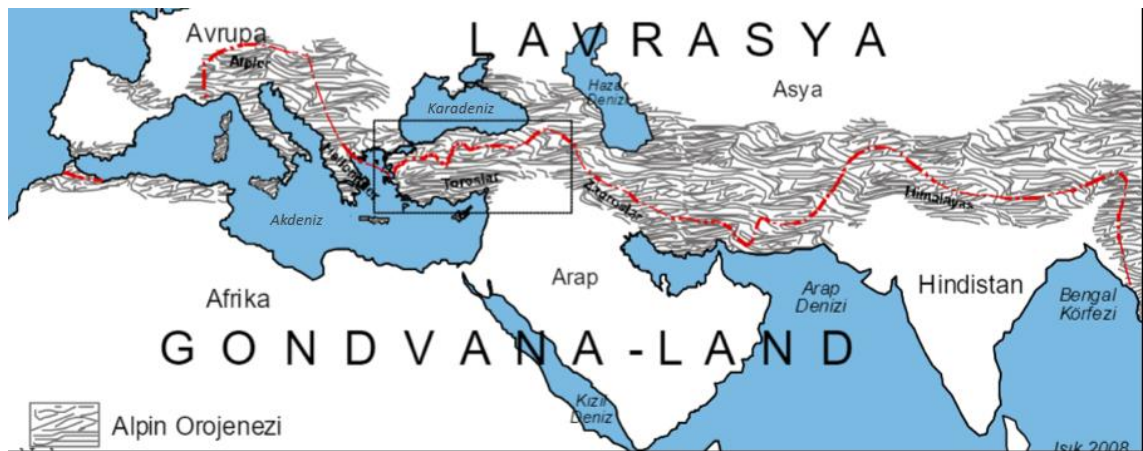 LAVRASYA
Avrupa
Alpler
Karadeniz
Hazar
Denizi
Asya
Hellenidler
Toroslar
Zagroslar
Himalayas
Akdeniz
Afrika
Arap
Arap
Denizi
Hindistan
Bengal
Körfezi
GONDVANA-LAND
Kızıl
Deniz
Alpin Orojenezi
Işık 2008